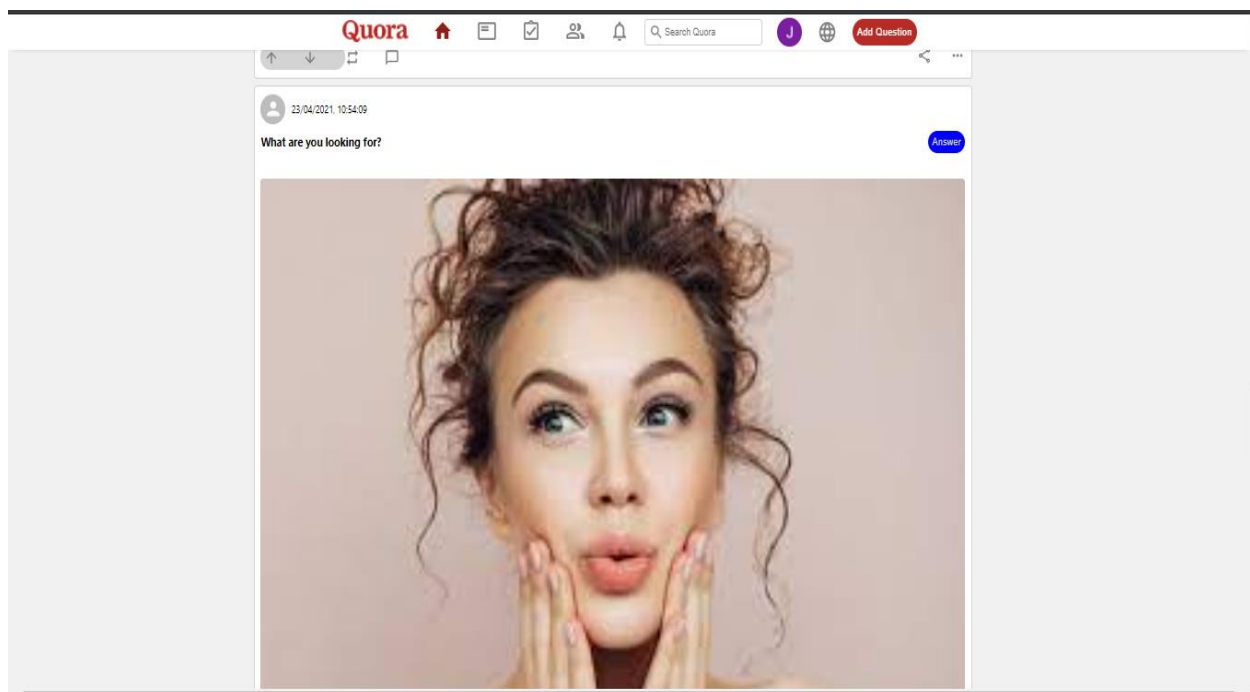 Quora Search Quora J Add Question
23/04/2021, 10:54:09
What are you looking for? Answer